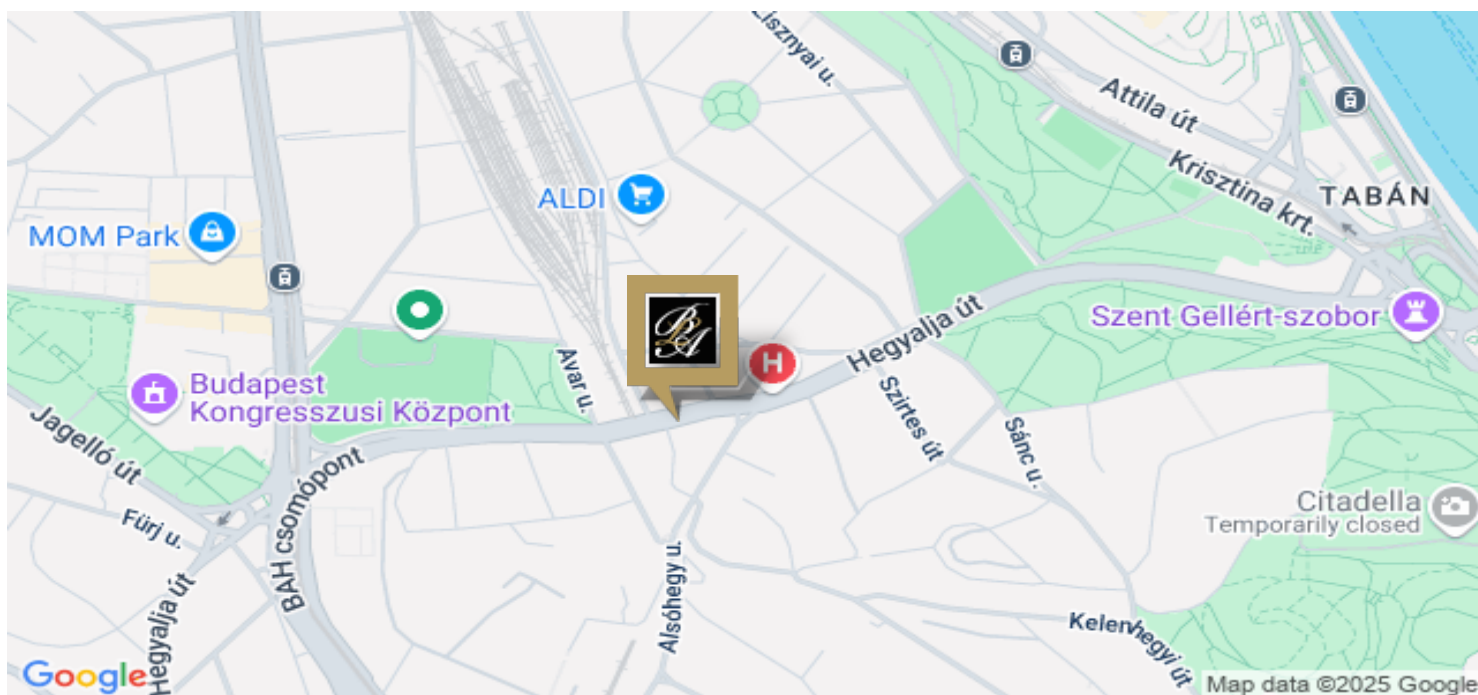 Lisznyai u.
Attila út
Krisztina krt.
TABÁN
ALDI
MOM Park
Szent Gellért-szobor
Hegyalja út
H
BLA
Avar u.
Budapest
Kongresszusi Központ
Szirtes út
Sánc u.
Jagelló út
BAH csomópont
Citadella
Temporarily closed
Fürj u.
Alsóhegy u.
Kelenhegyi út
Hegyalja út
Google
Map data ©2025 Google